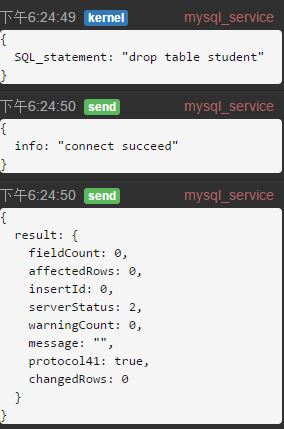 下午6:24:49 kernel mysql_service
{
  SQL_statement: "drop table student"
}
下午6:24:50 send mysql_service
{
  info: "connect succeed"
}
下午6:24:50 send mysql_service
{
  result: {
    fieldCount: 0,
    affectedRows: 0,
    insertId: 0,
    serverStatus: 2,
    warningCount: 0,
    message: "",
    protocol41: true,
    changedRows: 0
  }
}